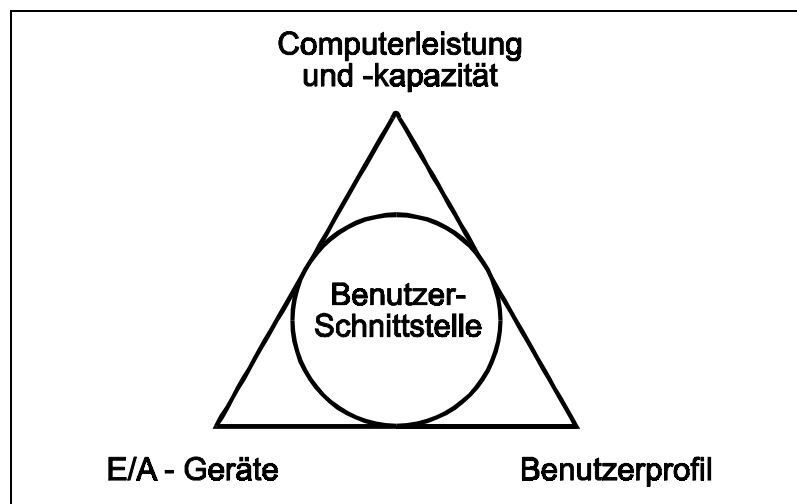 Computerleistung
und -kapazität
Benutzer-
Schnittstelle
E/A - Geräte
Benutzerprofil